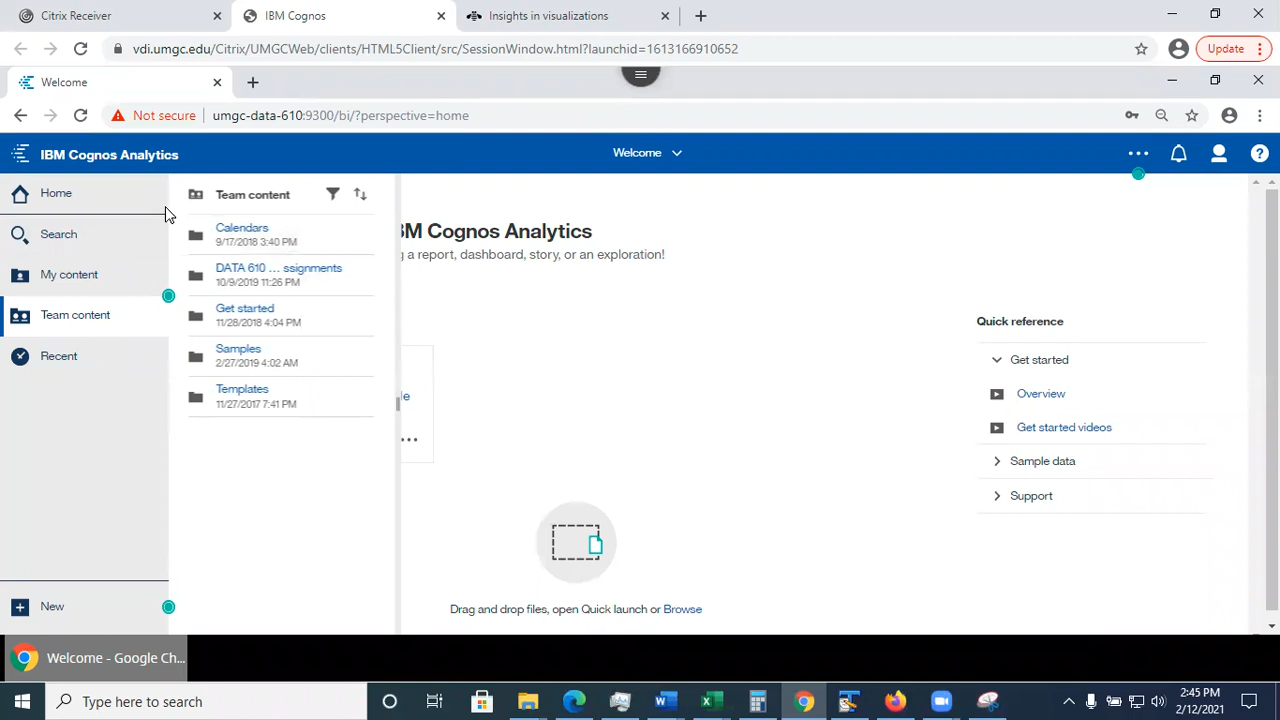 Citrix Receiver
IBM Cognos
Insights in visualizations
vdi.umgc.edu/Citrix/UMGCWeb/clients/HTML5Client/src/SessionWindow.html?launchid=1613166910652
Update
Welcome
Not secure
umgc-data-610:9300/bi/?perspective=home
IBM Cognos Analytics
Welcome
Home
Search
My content
Team content
Recent
New
Team content
Calendars
9/17/2018 3:40 PM
DATA 610 ... ssignments
10/9/2019 11:26 PM
Get started
11/28/2018 4:04 PM
Samples
2/27/2019 4:02 AM
Templates
11/27/2017 7:41 PM
BM Cognos Analytics
g a report, dashboard, story, or an exploration!
le
Quick reference
Get started
Overview
Get started videos
Sample data
Support
Drag and drop files, open Quick launch or Browse
Welcome - Google Ch...
Type here to search
2:45 PM
2/12/2021